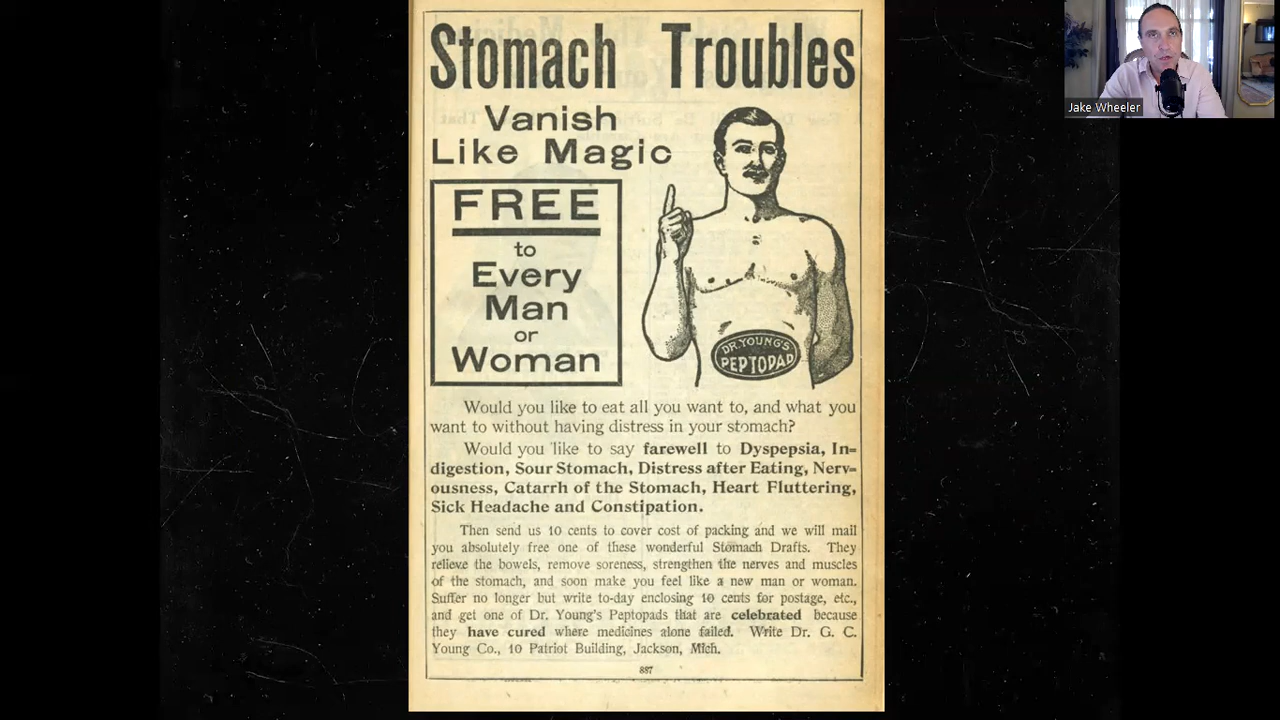 Stomach Troubles
Vanish
Like Magic
FREE
to
Every
Man
or
Woman
DR. YOUNG'S
PEPTOPAD
Would you like to eat all you want to, and what you
want to without having distress in your stomach?
Would you like to say farewell to Dyspepsia, In-
digestion, Sour Stomach, Distress after Eating, Nerv-
ousness, Catarrh of the Stomach, Heart Fluttering,
Sick Headache and Constipation.
Then send us 10 cents to cover cost of packing and we will mail
you absolutely free one of these wonderful Stomach Drafts. They
relieve the bowels, remove soreness, strengthen the nerves and muscles
of the stomach, and soon make you feel like a new man or woman.
Suffer no longer but write to-day enclosing 10 cents for postage, etc.,
and get one of Dr. Young's Peptopads that are celebrated because
they have cured where medicines alone failed. Write Dr. G. C.
Young Co., 10 Patriot Building, Jackson, Mich.
887
Jake Wheeler